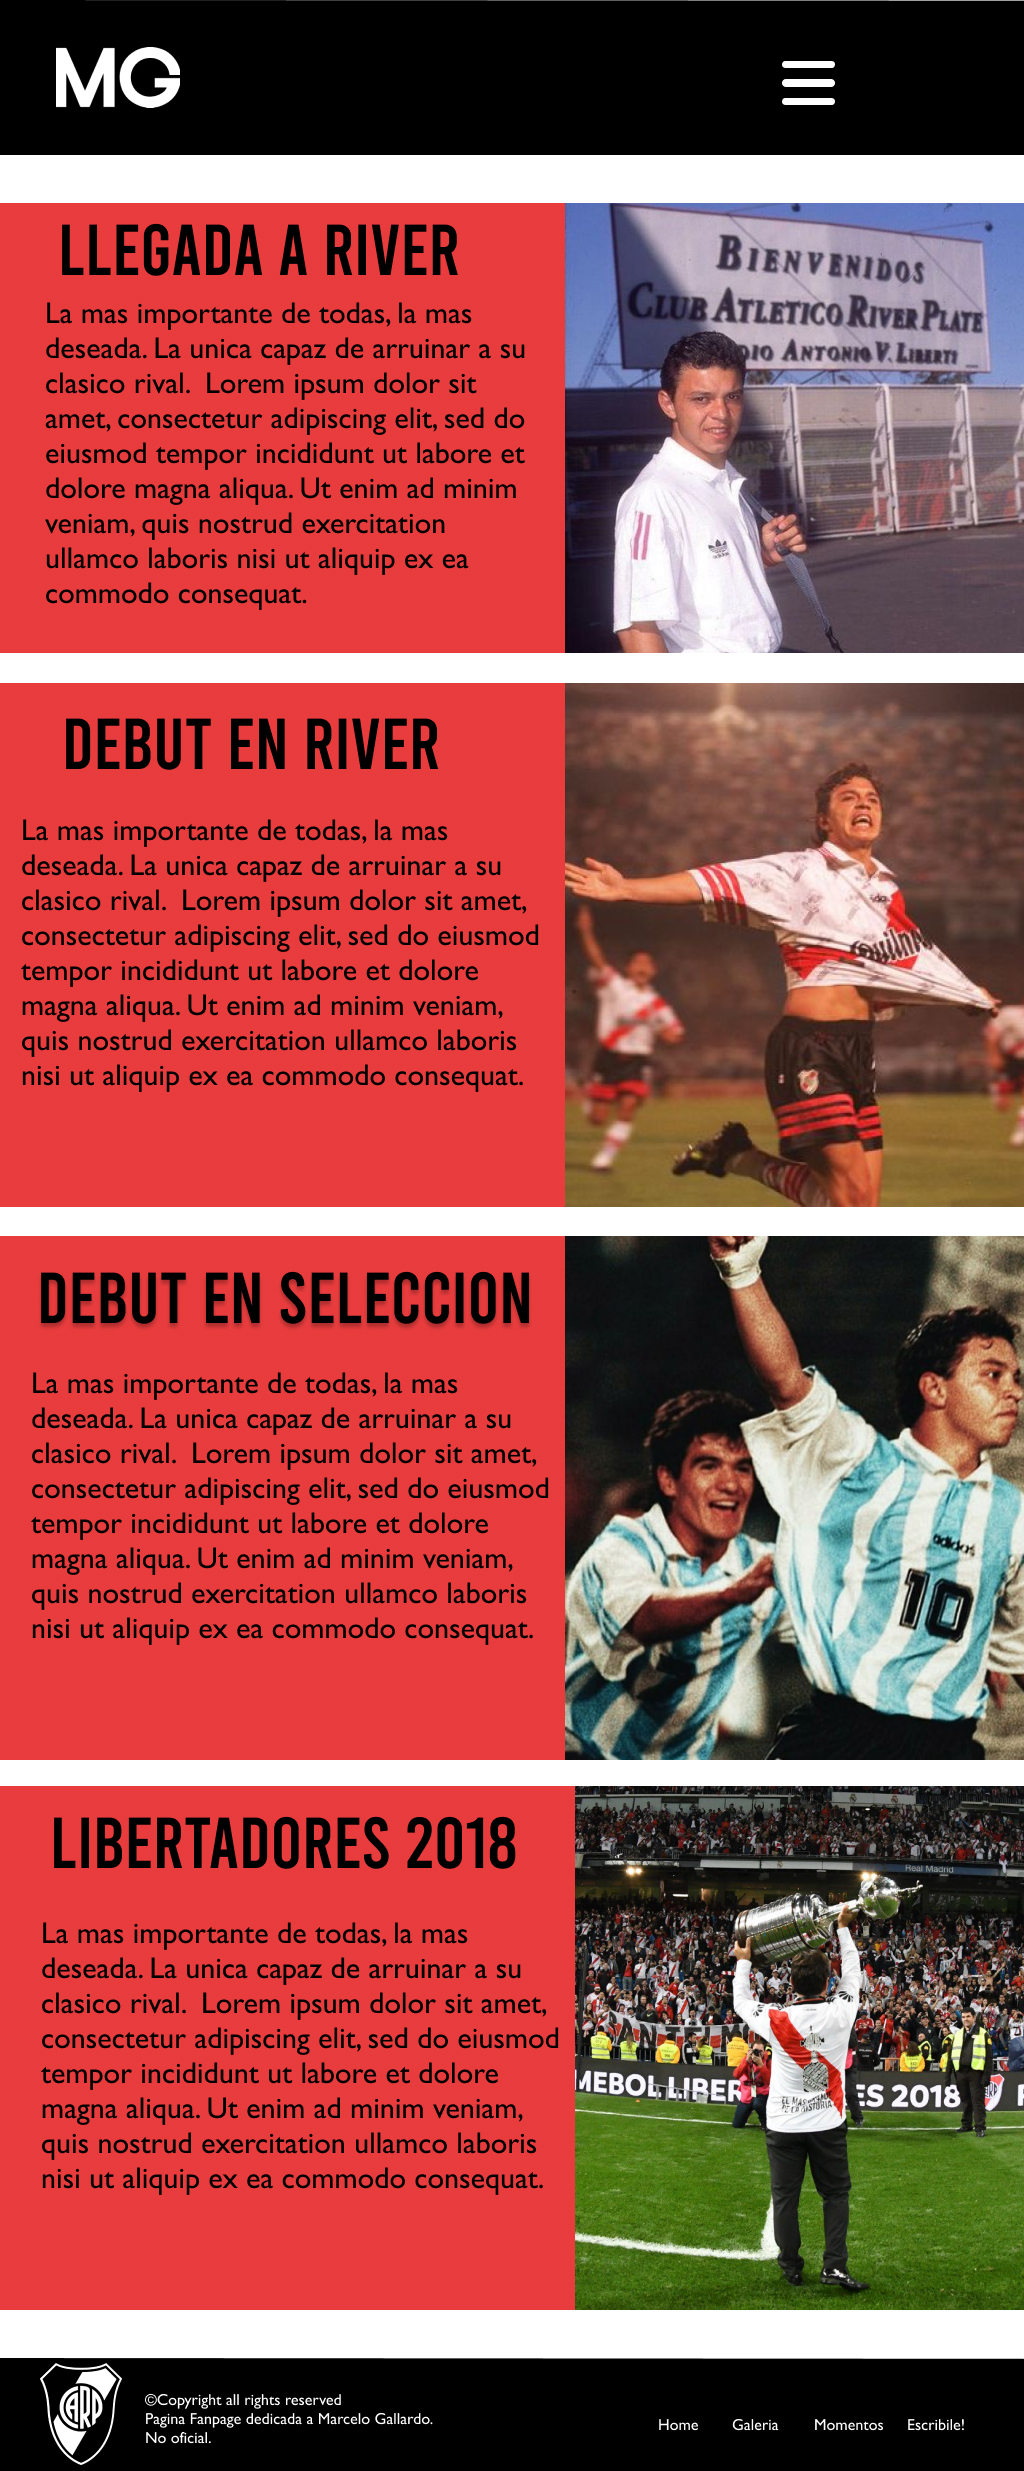 MG
LLEGADA A RIVER
La mas importante de todas, la mas
deseada. La unica capaz de arruinar a su
clasico rival.  Lorem ipsum dolor sit
amet, consectetur adipiscing elit, sed do
eiusmod tempor incididunt ut labore et
dolore magna aliqua. Ut enim ad minim
veniam, quis nostrud exercitation
ullamco laboris nisi ut aliquip ex ea
commodo consequat.
BIENVENIDOS
CLUB ATLETICO RIVER PLATE
DIO ANTONIO V. LIBERTI
adidas
DEBUT EN RIVER
La mas importante de todas, la mas
deseada. La unica capaz de arruinar a su
clasico rival.  Lorem ipsum dolor sit amet,
consectetur adipiscing elit, sed do eiusmod
tempor incididunt ut labore et dolore
magna aliqua. Ut enim ad minim veniam,
quis nostrud exercitation ullamco laboris
nisi ut aliquip ex ea commodo consequat.
DEBUT EN SELECCION
La mas importante de todas, la mas
deseada. La unica capaz de arruinar a su
clasico rival.  Lorem ipsum dolor sit amet,
consectetur adipiscing elit, sed do eiusmod
tempor incididunt ut labore et dolore
magna aliqua. Ut enim ad minim veniam,
quis nostrud exercitation ullamco laboris
nisi ut aliquip ex ea commodo consequat.
adidas
10
LIBERTADORES 2018
La mas importante de todas, la mas
deseada. La unica capaz de arruinar a su
clasico rival.  Lorem ipsum dolor sit amet,
consectetur adipiscing elit, sed do eiusmod
tempor incididunt ut labore et dolore
magna aliqua. Ut enim ad minim veniam,
quis nostrud exercitation ullamco laboris
nisi ut aliquip ex ea commodo consequat.
Real Madrid
MEBOL LIBER ES 2018
CARP
©Copyright all rights reserved
Pagina Fanpage dedicada a Marcelo Gallardo.
No oficial.
Home Galeria Momentos Escribile!